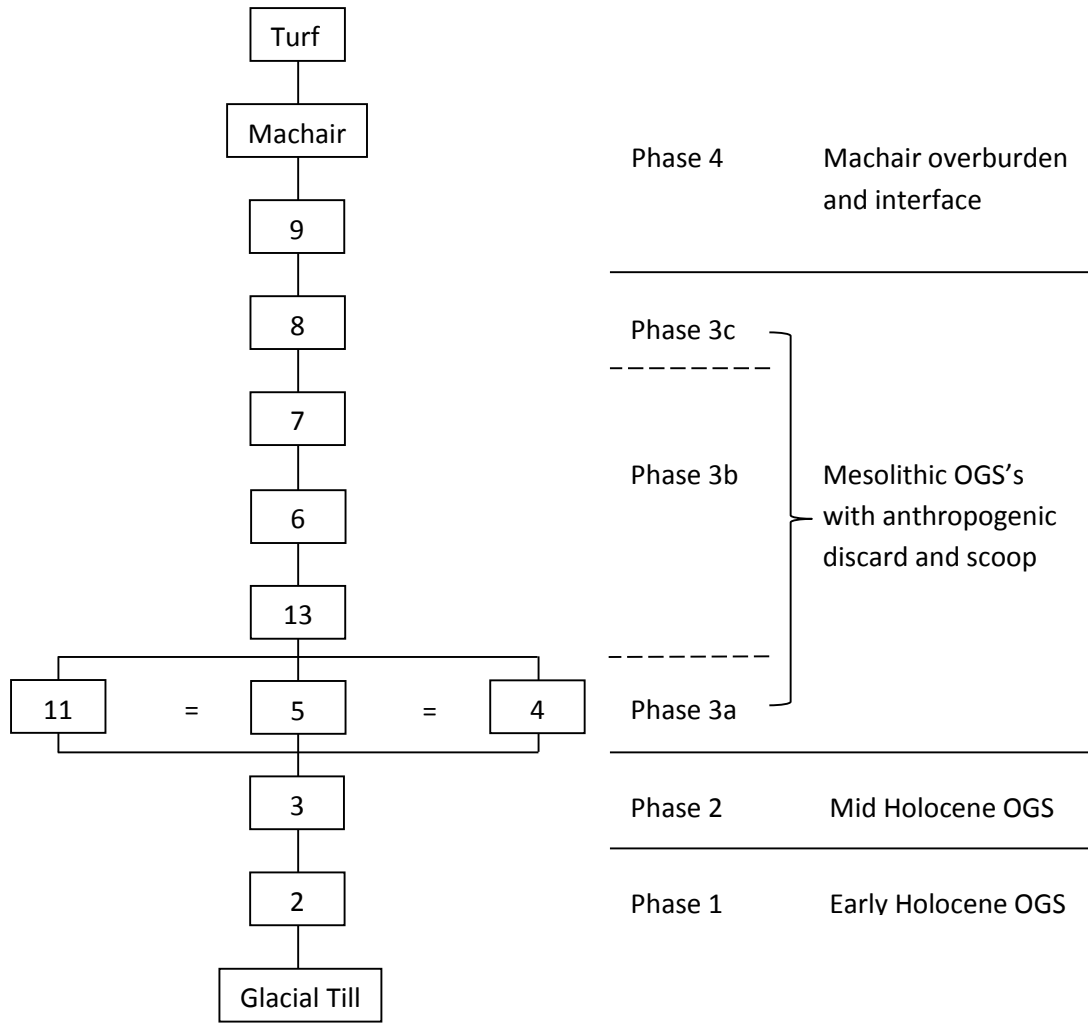 Turf
Machair
Phase 4 Machair overburden
and interface
9
8 Phase 3c
7
Phase 3b Mesolithic OGS's
6 with anthropogenic
discard and scoop
13
11 = 5 = 4 Phase 3a
3 Phase 2 Mid Holocene OGS
2 Phase 1 Early Holocene OGS
Glacial Till